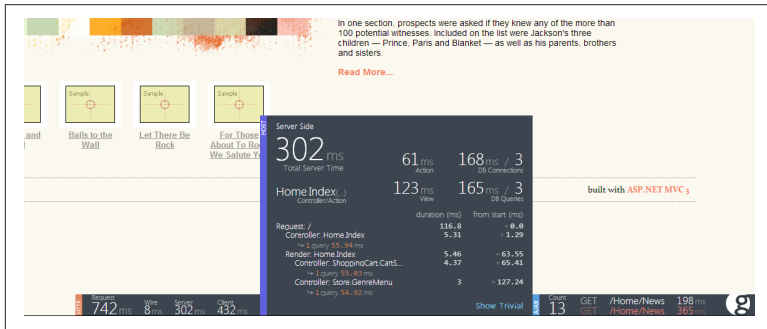 In one section, prospects were asked if they knew any of the more than
100 potential witnesses. Included on the list were Jackson's three
children — Prince, Paris and Blanket — as well as his parents, brothers
and sisters.
Read More...
Sample Sample Sample
and Balls to the Wall Let There Be Rock For Those About To Rock We Salute
HOST
Server Side
302 ms
Total Server Time
61 ms Action
168 ms / 3 DB Connections
Home.Index(...)
Controller/Action
123 ms View
165 ms / 3 DB Queries
built with ASP.NET MVC 3
duration (ms) from start (ms)
Request: / 116.8 +0.0
Controller: Home.Index 5.31 +1.29
↪ 1 query 55.94 ms
Render: Home.Index 5.46 +63.55
Controller: ShoppingCart.CartS... 4.37 +65.41
↪ 1 query 55.03 ms
Controller: Store.GenreMenu 3 +127.24
↪ 1 query 54.92 ms
Show Trivial
HTTP
Request 742 ms
Wire 8 ms
Server 302 ms
Client 432 ms
AJAX
Count 13
GET /Home/News 198 ms
GET /Home/News 365 ms
g